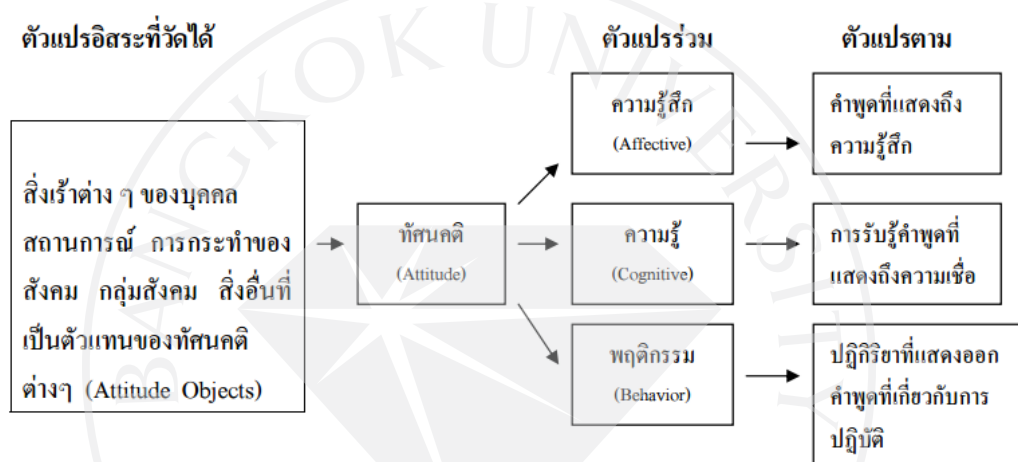 BANGKOK UNIVERSITY
ตัวแปรอิสระที่วัดได้
ตัวแปรร่วม
ตัวแปรตาม
สิ่งเร้าต่าง ๆ ของบุคคล
สถานการณ์ การกระทำของ
สังคม กลุ่มสังคม สิ่งอื่นที่
เป็นตัวแทนของทัศนคติ
ต่างๆ (Attitude Objects)
ทัศนคติ
(Attitude)
ความรู้สึก
(Affective)
คำพูดที่แสดงถึง
ความรู้สึก
ความรู้
(Cognitive)
การรับรู้คำพูดที่
แสดงถึงความเชื่อ
พฤติกรรม
(Behavior)
ปฏิกิริยาที่แสดงออก
คำพูดที่เกี่ยวกับการ
ปฏิบัติ